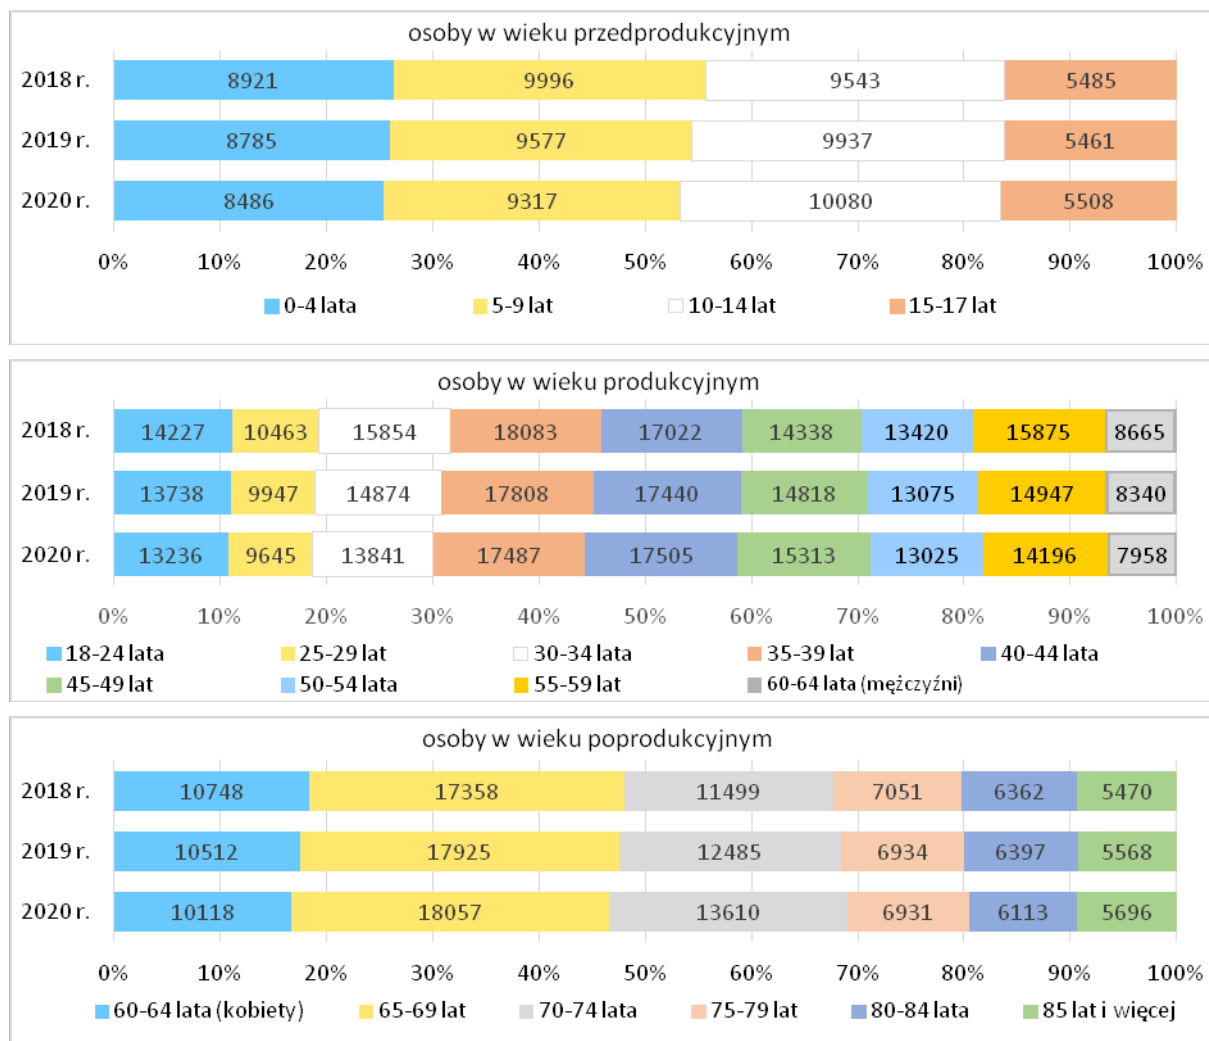 osoby w wieku przedprodukcyjnym
2018 r. 8921 9996 9543 5485
2019 r. 8785 9577 9937 5461
2020 r. 8486 9317 10080 5508
0% 10% 20% 30% 40% 50% 60% 70% 80% 90% 100%
0-4 lata 5-9 lat 10-14 lat 15-17 lat
osoby w wieku produkcyjnym
2018 r. 14227 10463 15854 18083 17022 14338 13420 15875 8665
2019 r. 13738 9947 14874 17808 17440 14818 13075 14947 8340
2020 r. 13236 9645 13841 17487 17505 15313 13025 14196 7958
0% 10% 20% 30% 40% 50% 60% 70% 80% 90% 100%
18-24 lata 25-29 lat 30-34 lata 35-39 lat 40-44 lata
45-49 lat 50-54 lata 55-59 lat 60-64 lata (mężczyźni)
osoby w wieku poprodukcyjnym
2018 r. 10748 17358 11499 7051 6362 5470
2019 r. 10512 17925 12485 6934 6397 5568
2020 r. 10118 18057 13610 6931 6113 5696
0% 10% 20% 30% 40% 50% 60% 70% 80% 90% 100%
60-64 lata (kobiety) 65-69 lat 70-74 lata 75-79 lat 80-84 lata 85 lat i więcej